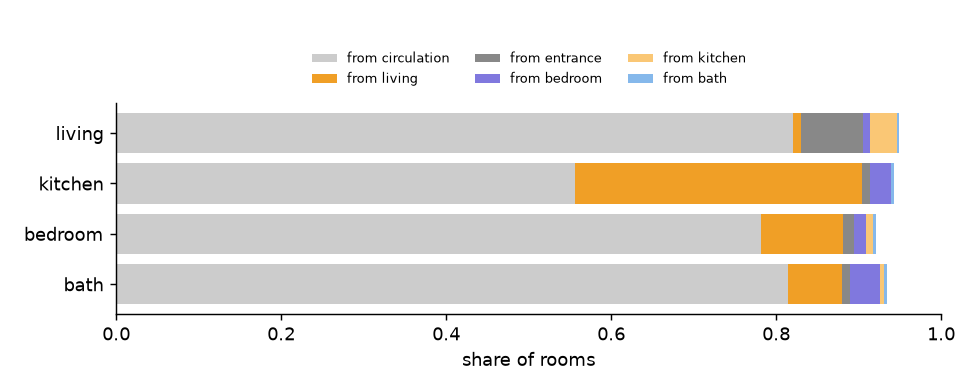 from circulation from entrance from kitchen
from living from bedroom from bath
living
kitchen
bedroom
bath
0.0 0.2 0.4 0.6 0.8 1.0
share of rooms